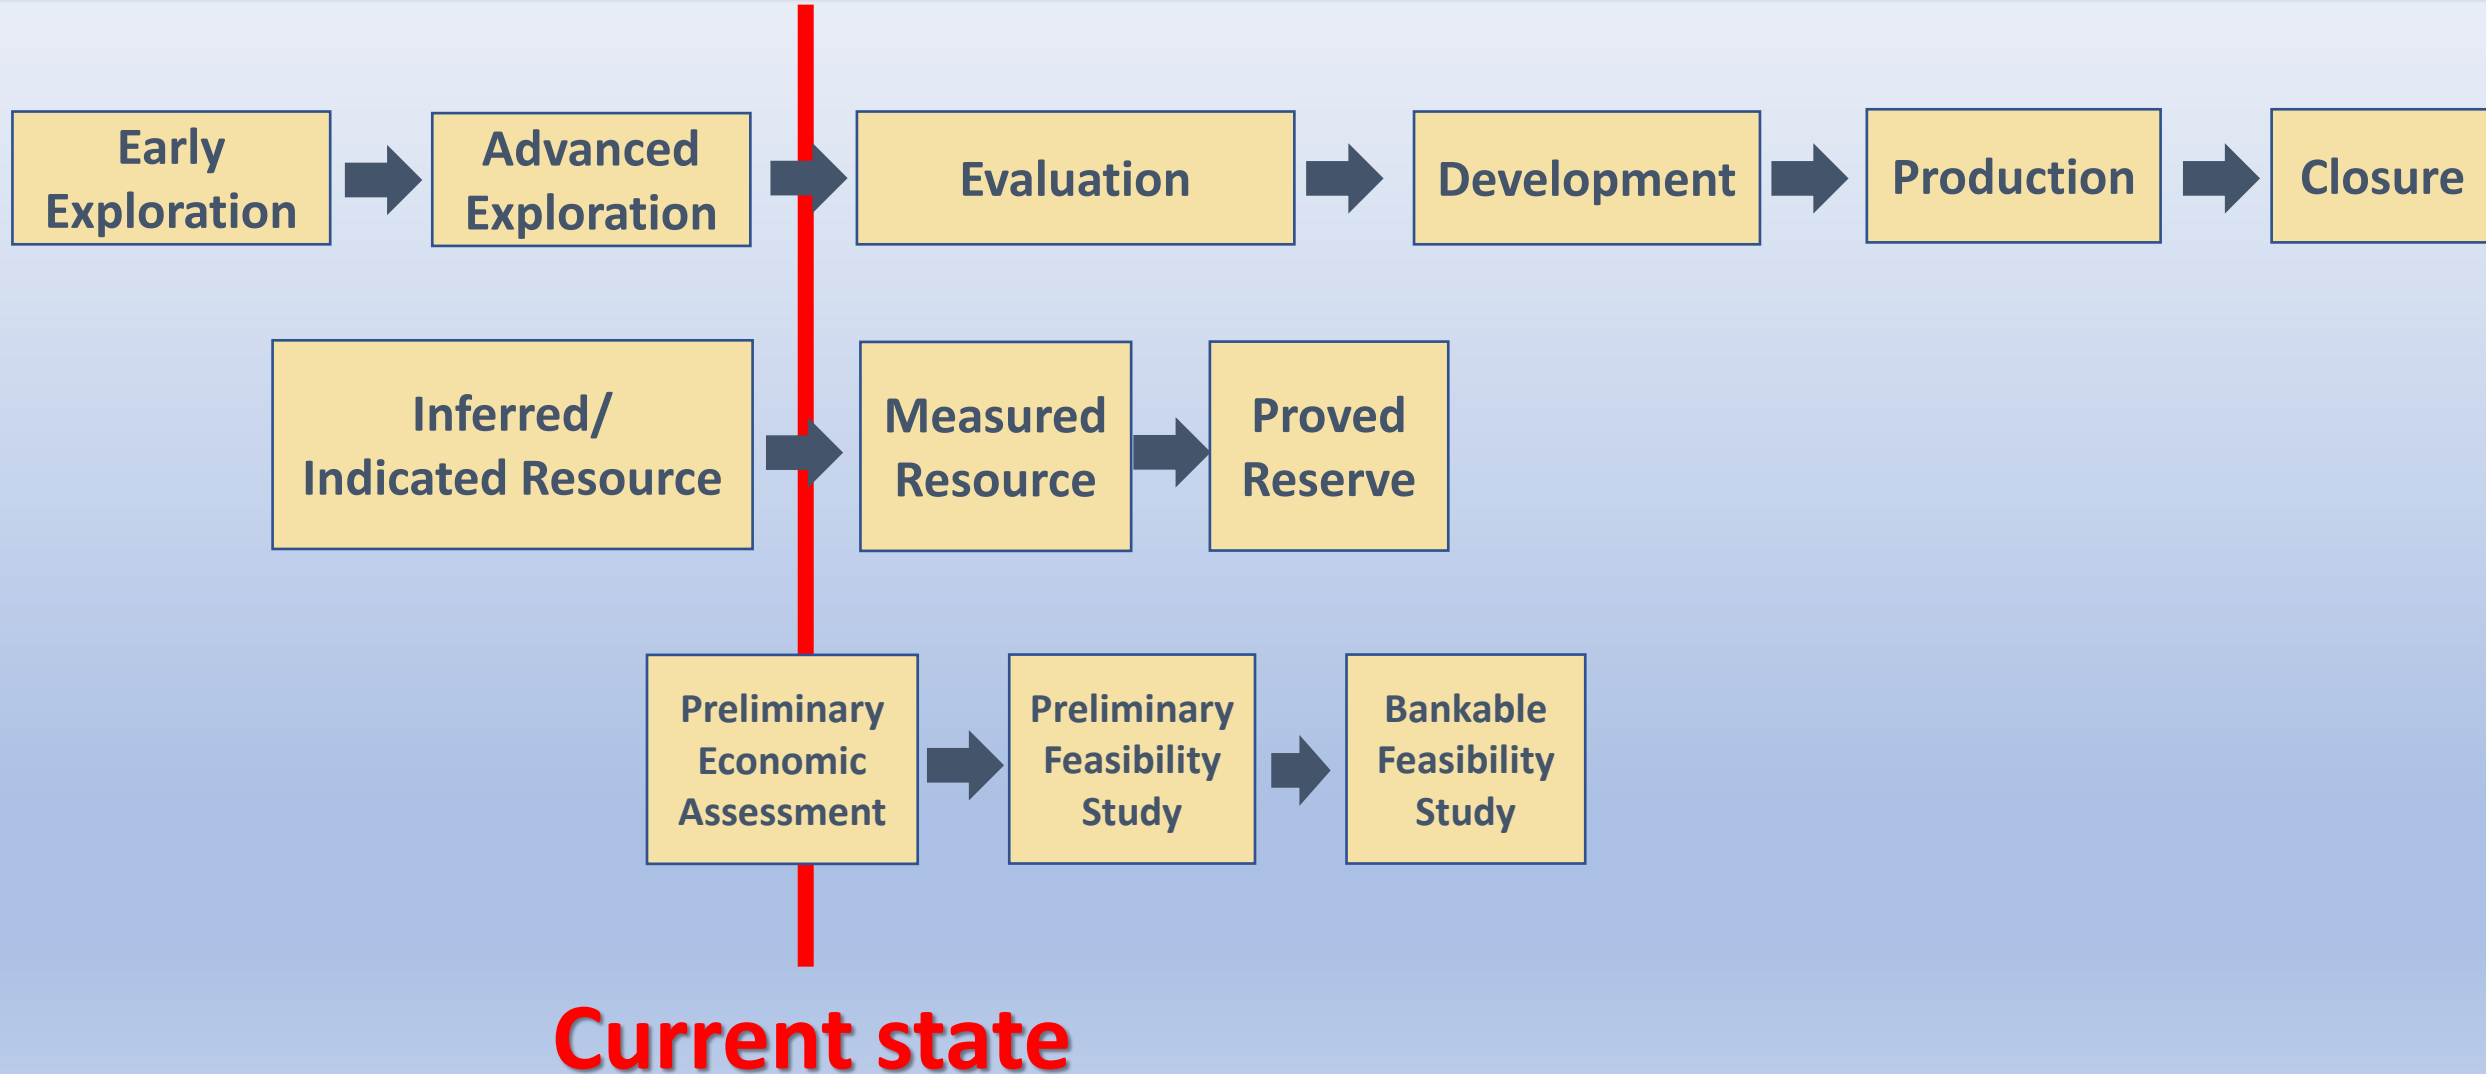 Early
Exploration
Advanced
Exploration
Evaluation
Development
Production
Closure
Inferred/
Indicated Resource
Measured
Resource
Proved
Reserve
Preliminary
Economic
Assessment
Preliminary
Feasibility
Study
Bankable
Feasibility
Study
Current state